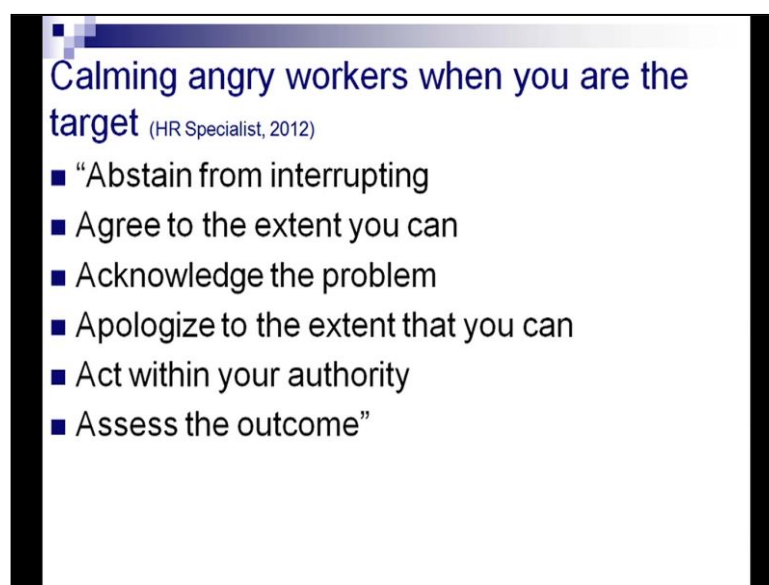 Calming angry workers when you are the
target (HR Specialist, 2012)
“Abstain from interrupting
Agree to the extent you can
Acknowledge the problem
Apologize to the extent that you can
Act within your authority
Assess the outcome”